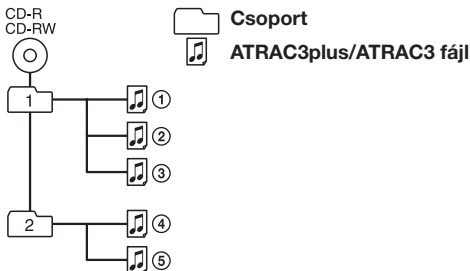 CD-R
CD-RW
Csoport
ATRAC3plus/ATRAC3 fájl
1
①
②
③
2
④
⑤